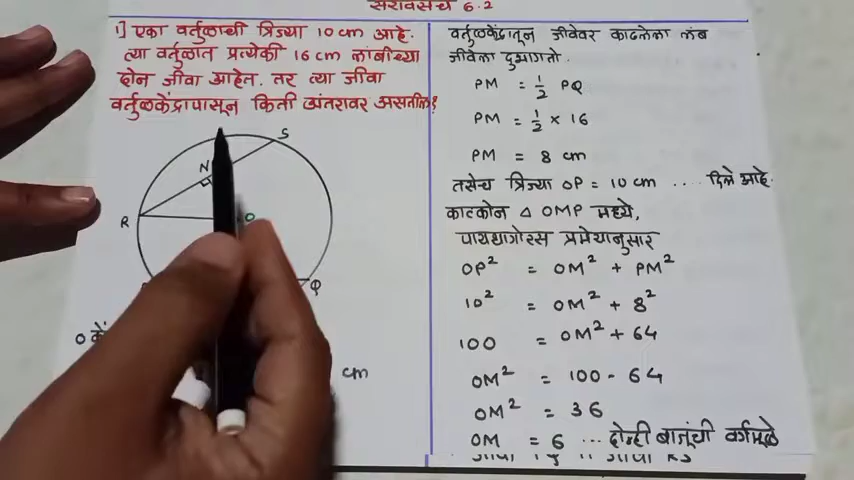 सरावसंच 6.2
1] एका वर्तुळाची त्रिज्या 10 cm आहे.
त्या वर्तुळात प्रत्येकी 16 cm लांबीच्या
दोन जीवा आहेत. तर त्या जीवा
वर्तुळकेंद्रापासून किती अंतरावर असतील?
S
N
R
O
Q
O
cm
वर्तुळकेंद्रातून जीवेवर काढलेला लंब
जीवेला दुभागतो.
PM = 1/2 PQ
PM = 1/2 × 16
PM = 8 cm
तसेच त्रिज्या OP = 10 cm .... दिले आहे.
काटकोन △ OMP मध्ये,
पायथागोरस प्रमेयानुसार
OP² = OM² + PM²
10² = OM² + 8²
100 = OM² + 64
OM² = 100 - 64
OM² = 36
OM = 6 ...दोन्ही बाजूंची वर्गमूळे